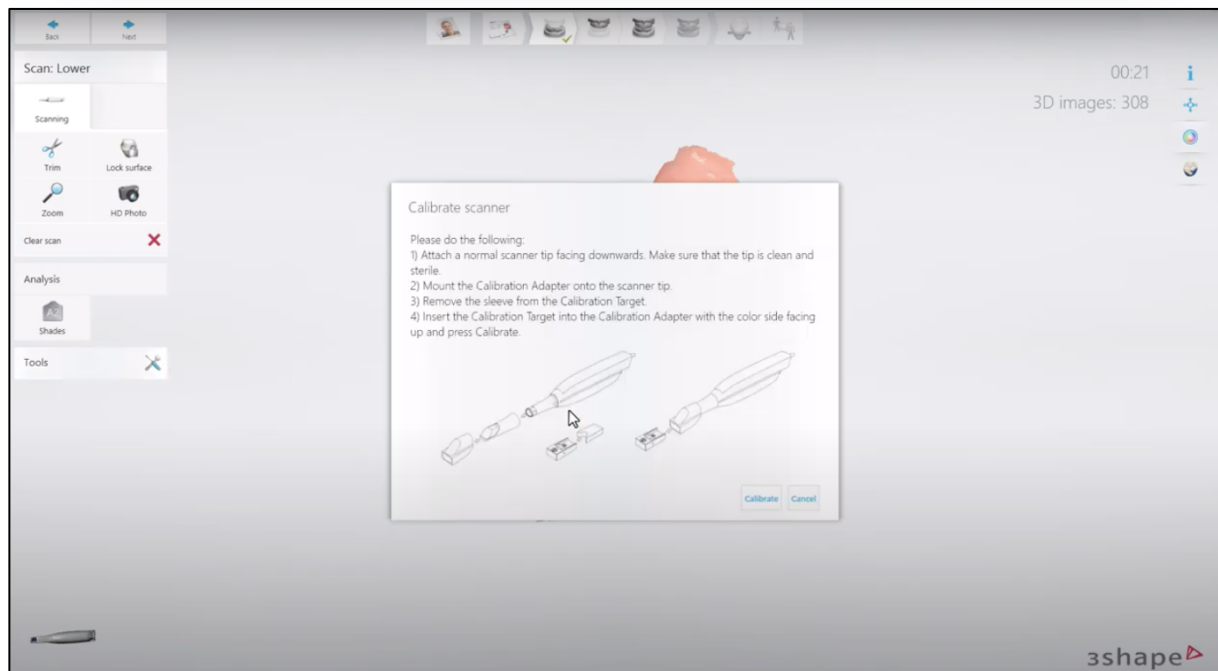 Back
Next
Scan: Lower
Scanning
Trim
Lock surface
Zoom
HD Photo
Clear scan
Analysis
A2
Shades
Tools
00:21
3D images: 308
Calibrate scanner
Please do the following:
1) Attach a normal scanner tip facing downwards. Make sure that the tip is clean and
sterile.
2) Mount the Calibration Adapter onto the scanner tip.
3) Remove the sleeve from the Calibration Target.
4) Insert the Calibration Target into the Calibration Adapter with the color side facing
up and press Calibrate.
Calibrate
Cancel
3shape